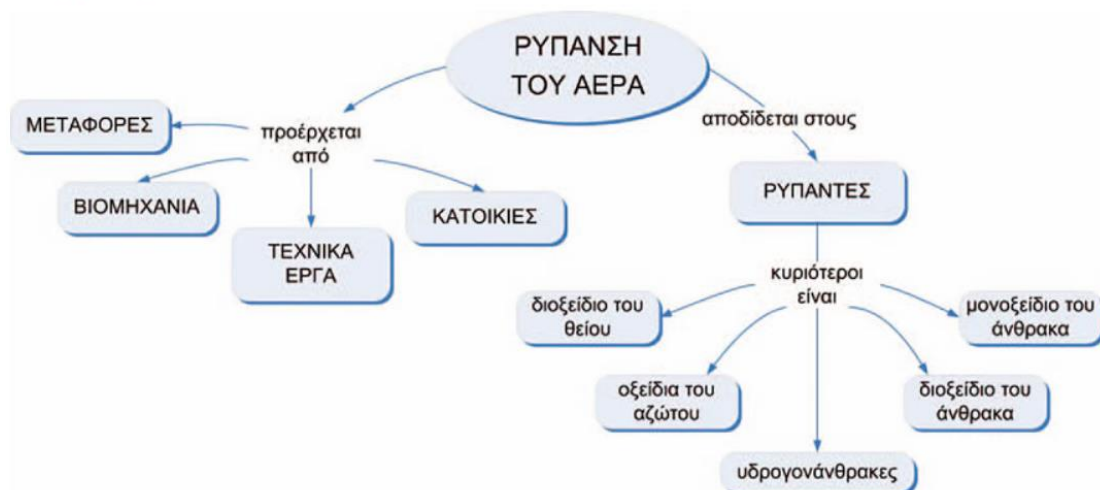 ΡΥΠΑΝΣΗ
ΤΟΥ ΑΕΡΑ
ΜΕΤΑΦΟΡΕΣ
προέρχεται
από
ΒΙΟΜΗΧΑΝΙΑ
ΤΕΧΝΙΚΑ
ΕΡΓΑ
ΚΑΤΟΙΚΙΕΣ
αποδίδεται στους
ΡΥΠΑΝΤΕΣ
κυριότεροι
είναι
διοξείδιο του
θείου
οξείδια του
αζώτου
υδρογονάνθρακες
διοξείδιο του
άνθρακα
μονοξείδιο του
άνθρακα